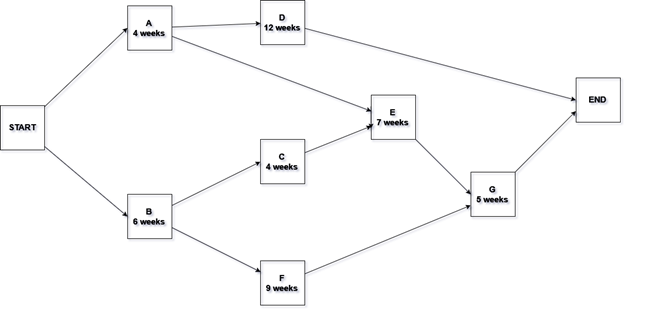 A
4 weeks
D
12 weeks
START
E
7 weeks
END
C
4 weeks
B
6 weeks
G
5 weeks
F
9 weeks